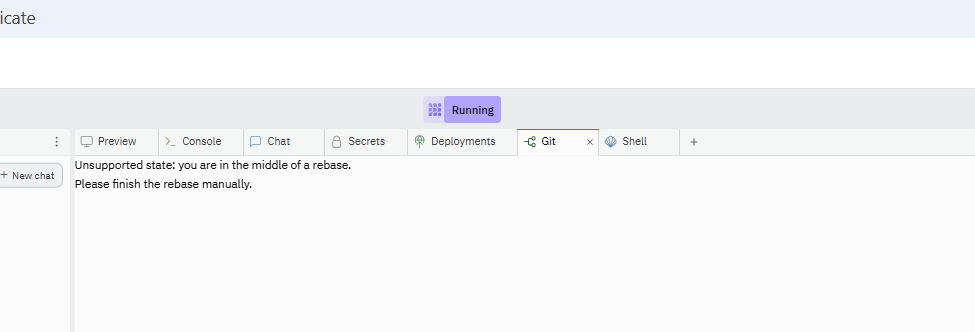 icate
Running
Preview
Console
Chat
Secrets
Deployments
Git
Shell
+ New chat
Unsupported state: you are in the middle of a rebase.
Please finish the rebase manually.